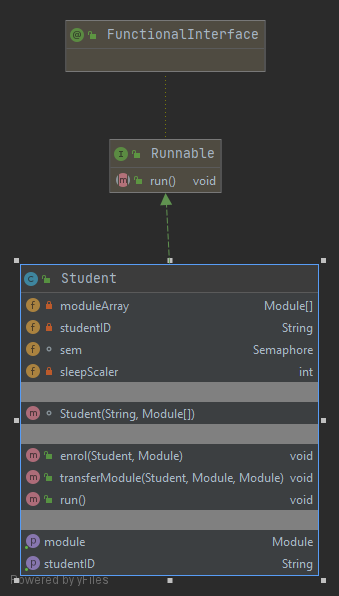 FunctionalInterface
Runnable
run() void
Student
moduleArray Module[]
studentID String
sem Semaphore
sleepScaler int
Student(String, Module[])
enrol(Student, Module) void
transferModule(Student, Module, Module) void
run() void
module Module
studentID String
Powered by yFiles